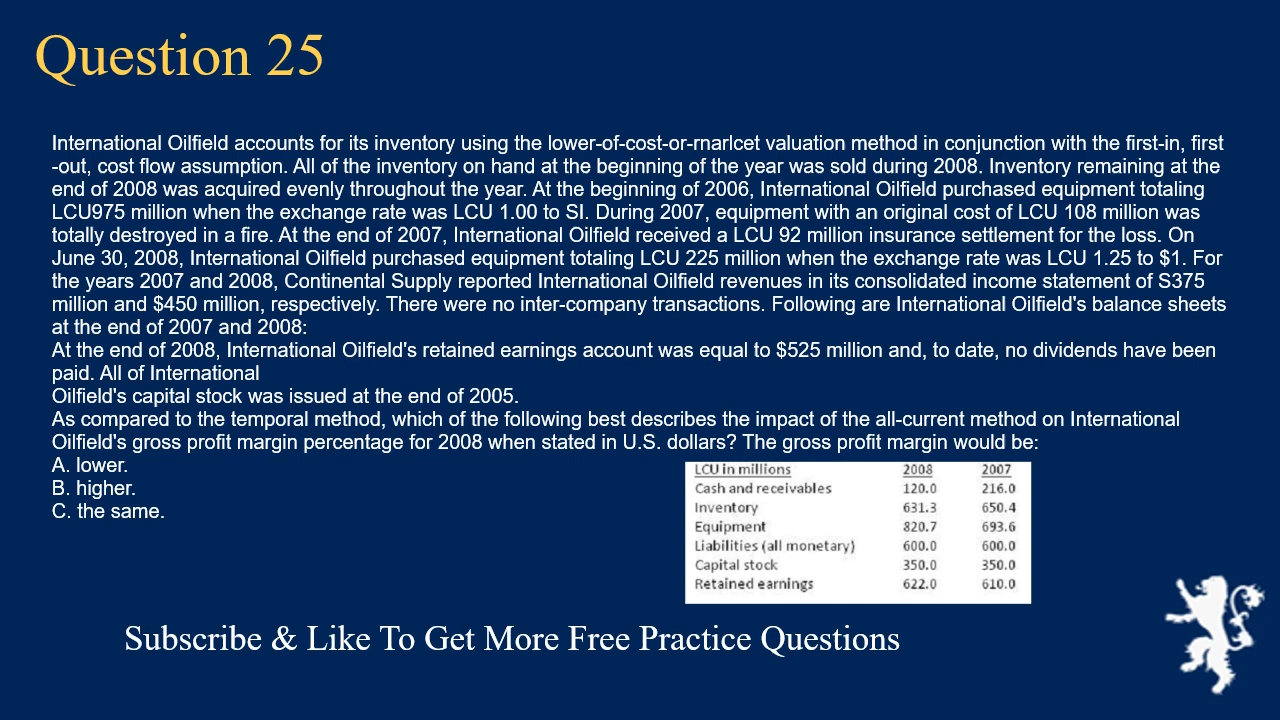 Question 25
International Oilfield accounts for its inventory using the lower-of-cost-or-rnarlcet valuation method in conjunction with the first-in, first
-out, cost flow assumption. All of the inventory on hand at the beginning of the year was sold during 2008. Inventory remaining at the
end of 2008 was acquired evenly throughout the year. At the beginning of 2006, International Oilfield purchased equipment totaling
LCU975 million when the exchange rate was LCU 1.00 to SI. During 2007, equipment with an original cost of LCU 108 million was
totally destroyed in a fire. At the end of 2007, International Oilfield received a LCU 92 million insurance settlement for the loss. On
June 30, 2008, International Oilfield purchased equipment totaling LCU 225 million when the exchange rate was LCU 1.25 to $1. For
the years 2007 and 2008, Continental Supply reported International Oilfield revenues in its consolidated income statement of S375
million and $450 million, respectively. There were no inter-company transactions. Following are International Oilfield's balance sheets
at the end of 2007 and 2008:
At the end of 2008, International Oilfield's retained earnings account was equal to $525 million and, to date, no dividends have been
paid. All of International
Oilfield's capital stock was issued at the end of 2005.
As compared to the temporal method, which of the following best describes the impact of the all-current method on International
Oilfield's gross profit margin percentage for 2008 when stated in U.S. dollars? The gross profit margin would be:
A. lower.
B. higher.
C. the same.
LCU in millions 2008 2007
Cash and receivables 120.0 216.0
Inventory 631.3 650.4
Equipment 820.7 693.6
Liabilities (all monetary) 600.0 600.0
Capital stock 350.0 350.0
Retained earnings 622.0 610.0
Subscribe & Like To Get More Free Practice Questions